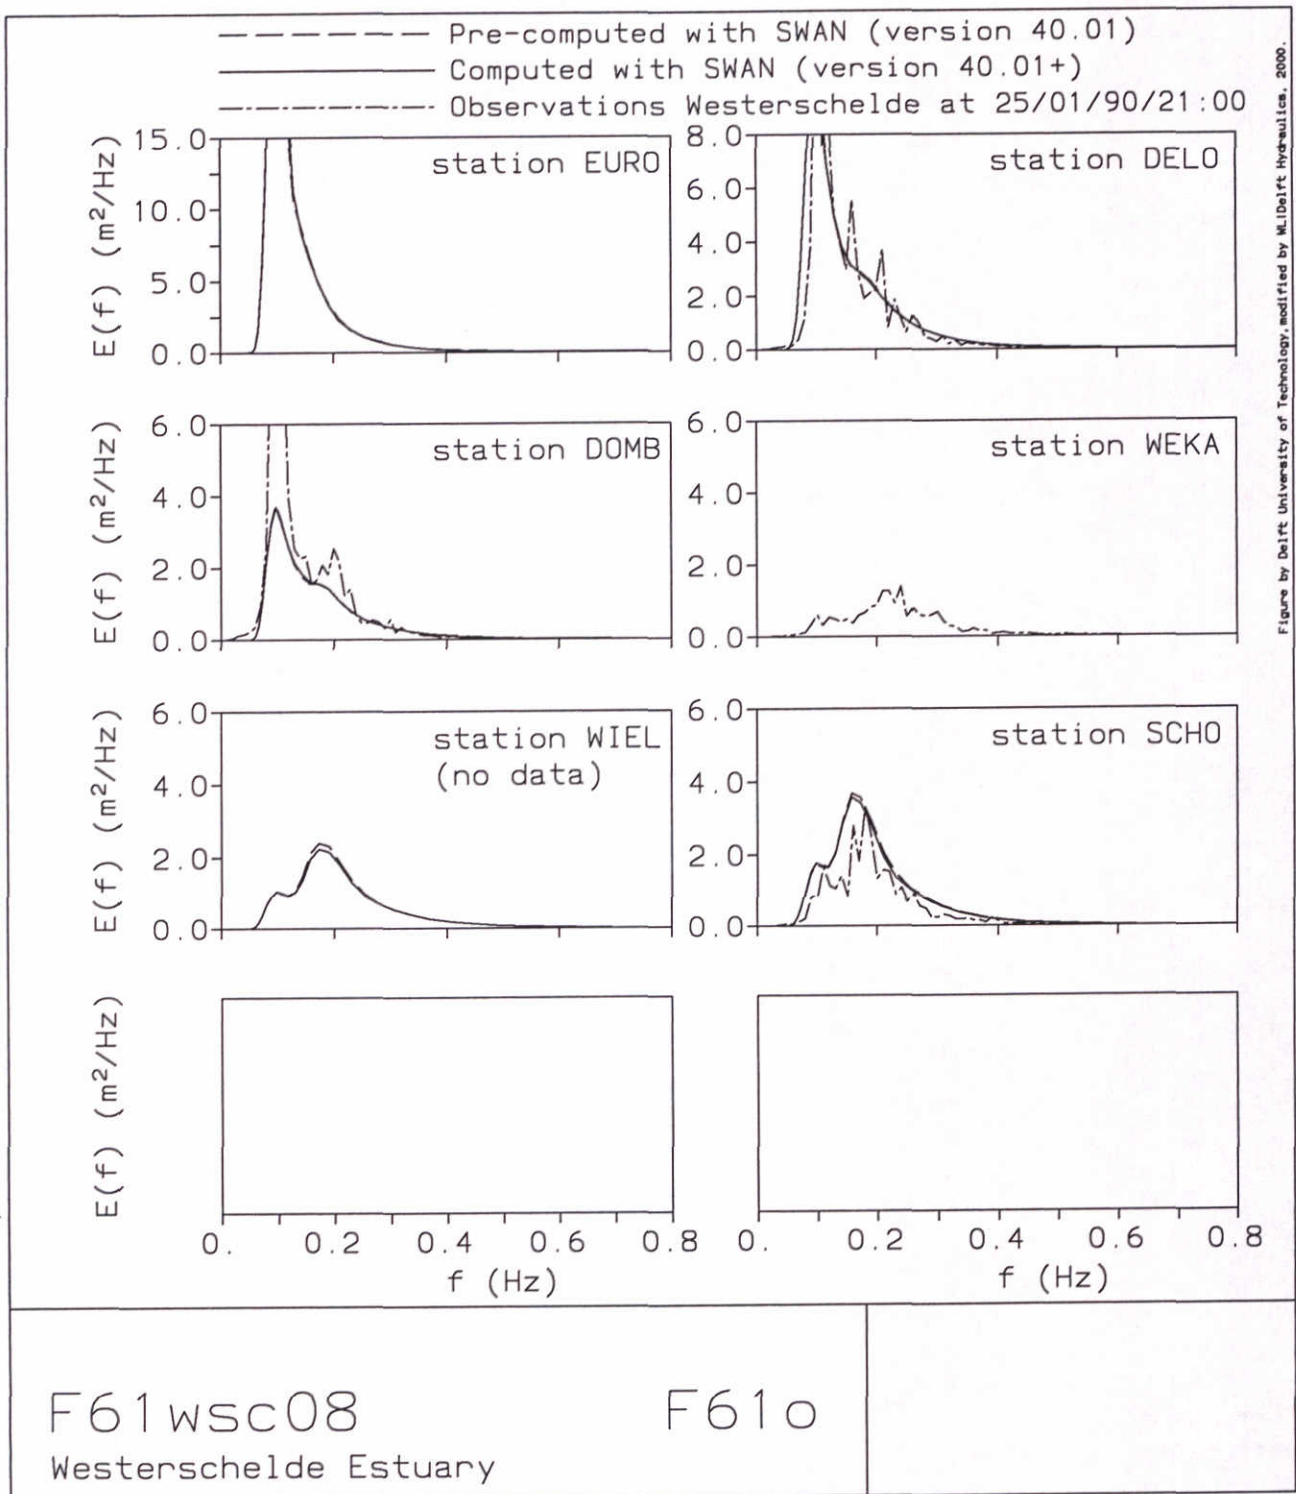 Pre-computed with SWAN (version 40.01)
Computed with SWAN (version 40.01+)
Observations Westerschelde at 25/01/90/21:00
E(f) (m²/Hz)
15.0
10.0
5.0
0.0
station EURO
8.0
6.0
4.0
2.0
0.0
station DELO
E(f) (m²/Hz)
6.0
4.0
2.0
0.0
station DOMB
6.0
4.0
2.0
0.0
station WEKA
E(f) (m²/Hz)
6.0
4.0
2.0
0.0
station WIEL
(no data)
6.0
4.0
2.0
0.0
station SCHO
E(f) (m²/Hz)
0. 0.2 0.4 0.6 0.8
f (Hz)
0. 0.2 0.4 0.6 0.8
f (Hz)
Figure by Delft University of Technology, modified by WL|Delft Hydraulics, 2000.
F61wsc08 F61o
Westerschelde Estuary